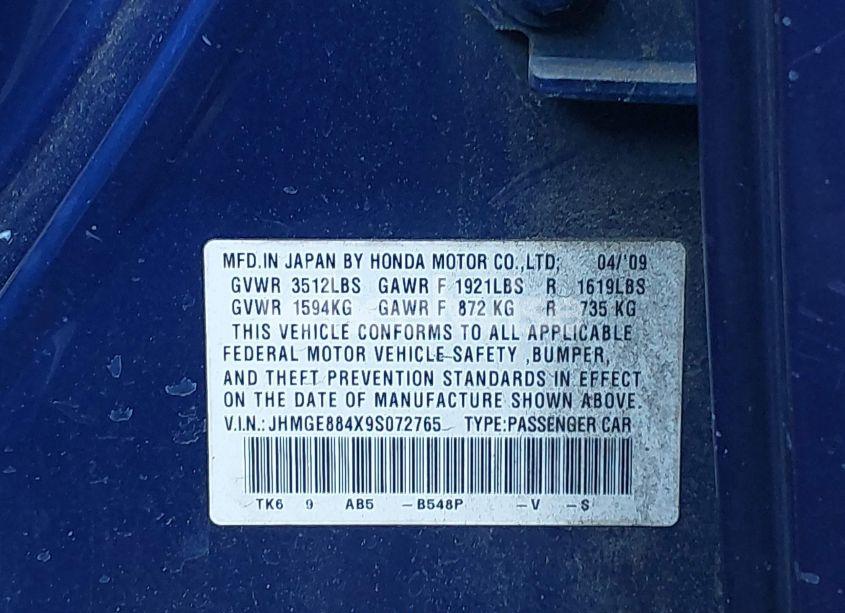 MFD.IN JAPAN BY HONDA MOTOR CO.,LTD; 04/'09
GVWR 3512LBS GAWR F 1921LBS R 1619LBS
GVWR 1594KG GAWR F 872 KG R 735 KG
THIS VEHICLE CONFORMS TO ALL APPLICABLE
FEDERAL MOTOR VEHICLE SAFETY ,BUMPER,
AND THEFT PREVENTION STANDARDS IN EFFECT
ON THE DATE OF MANUFACTURE SHOWN ABOVE.
V.I.N.: JHMGE884X9S072765 TYPE:PASSENGER CAR
TK6 9 AB5 -B548P -V -S